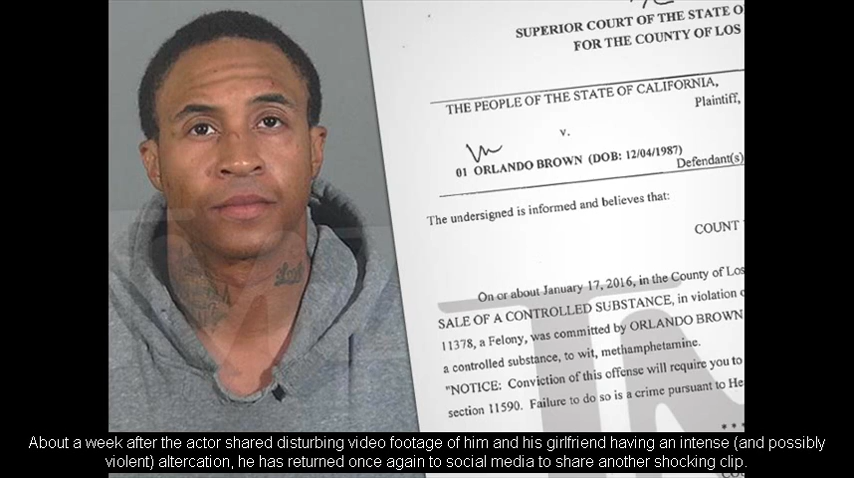 SUPERIOR COURT OF THE STATE O
FOR THE COUNTY OF LOS
THE PEOPLE OF THE STATE OF CALIFORNIA,
Plaintiff,
v.
01 ORLANDO BROWN (DOB: 12/04/1987)
Defendant(s)
The undersigned is informed and believes that:
COUNT
On or about January 17, 2016, in the County of Los
SALE OF A CONTROLLED SUBSTANCE, in violation
11378, a Felony, was committed by ORLANDO BROWN
a controlled substance, to wit, methamphetamine.
"NOTICE: Conviction of this offense will require you to
section 11590. Failure to do so is a crime pursuant to He
* * *
About a week after the actor shared disturbing video footage of him and his girlfriend having an intense (and possibly
violent) altercation, he has returned once again to social media to share another shocking clip.